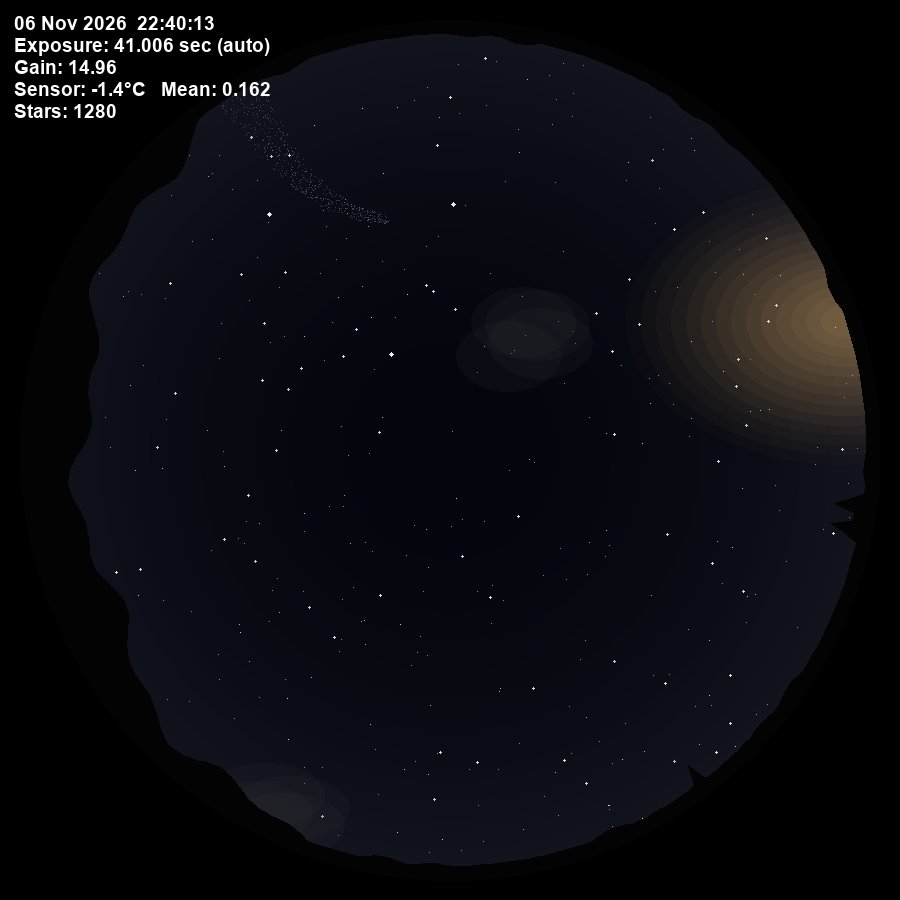 06 Nov 2026  22:40:13
Exposure: 41.006 sec (auto)
Gain: 14.96
Sensor: -1.4°C   Mean: 0.162
Stars: 1280